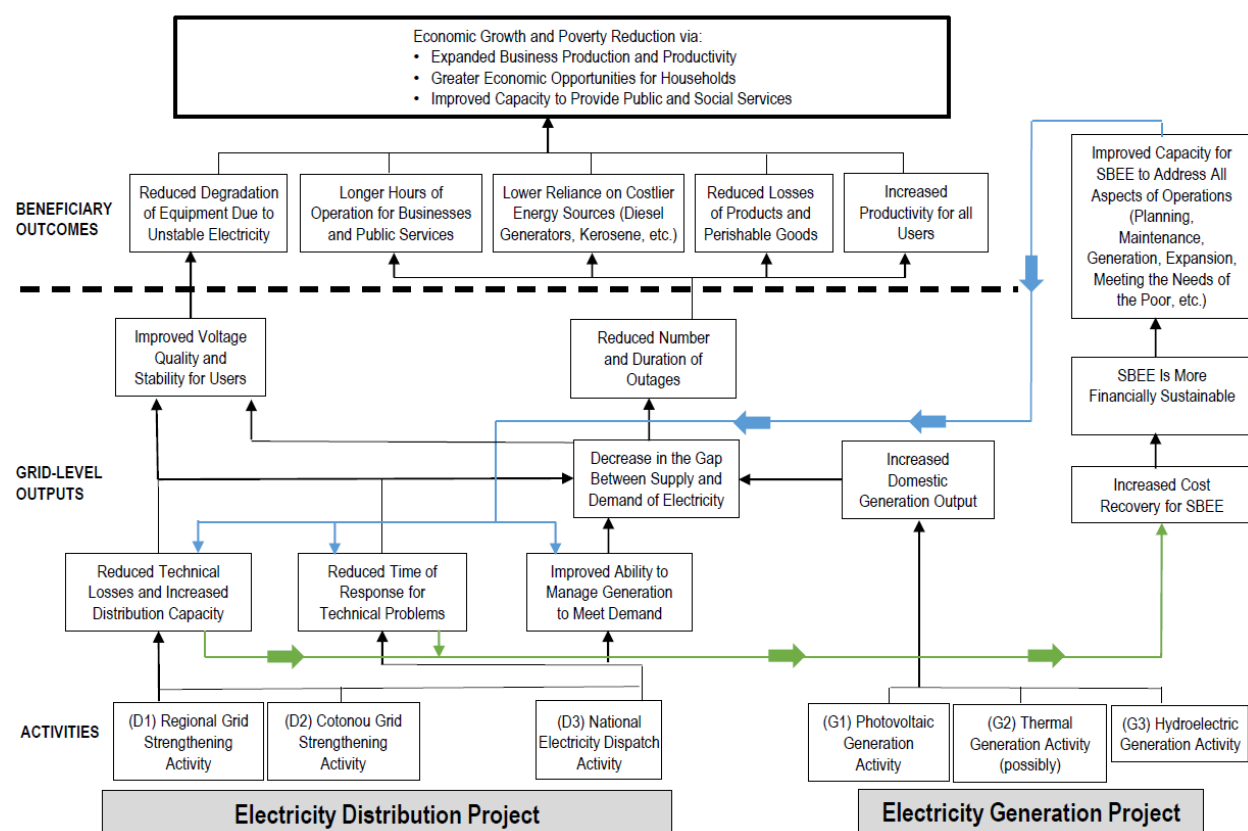 Economic Growth and Poverty Reduction via:
• Expanded Business Production and Productivity
• Greater Economic Opportunities for Households
• Improved Capacity to Provide Public and Social Services
BENEFICIARY
OUTCOMES
Reduced Degradation
of Equipment Due to
Unstable Electricity
Longer Hours of
Operation for Businesses
and Public Services
Lower Reliance on Costlier
Energy Sources (Diesel
Generators, Kerosene, etc.)
Reduced Losses
of Products and
Perishable Goods
Increased
Productivity for all
Users
Improved Capacity for
SBEE to Address All
Aspects of Operations
(Planning,
Maintenance,
Generation, Expansion,
Meeting the Needs of
the Poor, etc.)
Improved Voltage
Quality and
Stability for Users
Reduced Number
and Duration of
Outages
SBEE Is More
Financially Sustainable
GRID-LEVEL
OUTPUTS
Decrease in the Gap
Between Supply and
Demand of Electricity
Increased
Domestic
Generation Output
Increased Cost
Recovery for SBEE
Reduced Technical
Losses and Increased
Distribution Capacity
Reduced Time of
Response for
Technical Problems
Improved Ability to
Manage Generation
to Meet Demand
ACTIVITIES
(D1) Regional Grid
Strengthening
Activity
(D2) Cotonou Grid
Strengthening
Activity
(D3) National
Electricity Dispatch
Activity
(G1) Photovoltaic
Generation
Activity
(G2) Thermal
Generation Activity
(possibly)
(G3) Hydroelectric
Generation Activity
Electricity Distribution Project
Electricity Generation Project